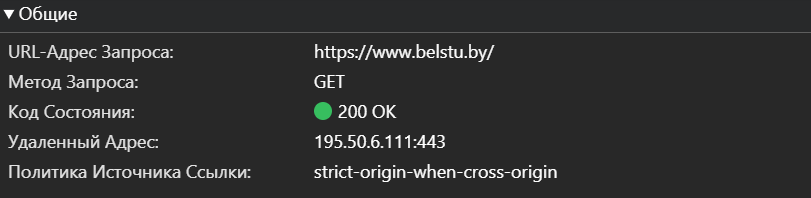 Общие
URL-Адрес Запроса: https://www.belstu.by/
Метод Запроса: GET
Код Состояния: 200 OK
Удаленный Адрес: 195.50.6.111:443
Политика Источника Ссылки: strict-origin-when-cross-origin